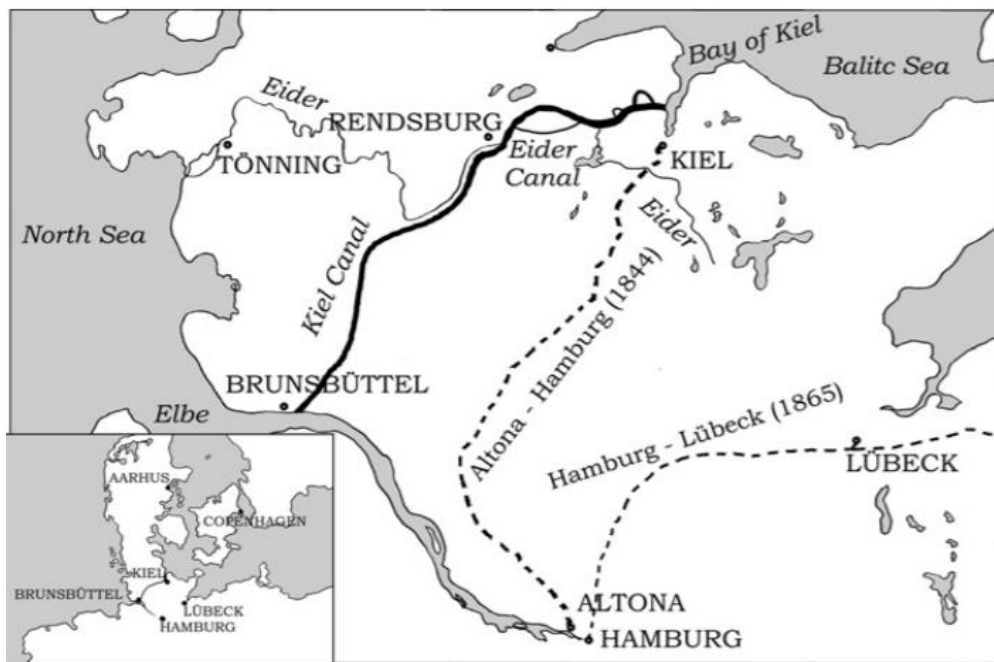 Bay of Kiel
Balitc Sea
Eider
RENDSBURG
TÖNNING
Eider
Canal
KIEL
North Sea
Eider
Kiel Canal
Altona - Hamburg (1844)
BRUNSBÜTTEL
Elbe
Hamburg - Lübeck (1865)
LÜBECK
ALTONA
HAMBURG
AARHUS
COPENHAGEN
KIEL
BRUNSBÜTTEL
LÜBECK
HAMBURG